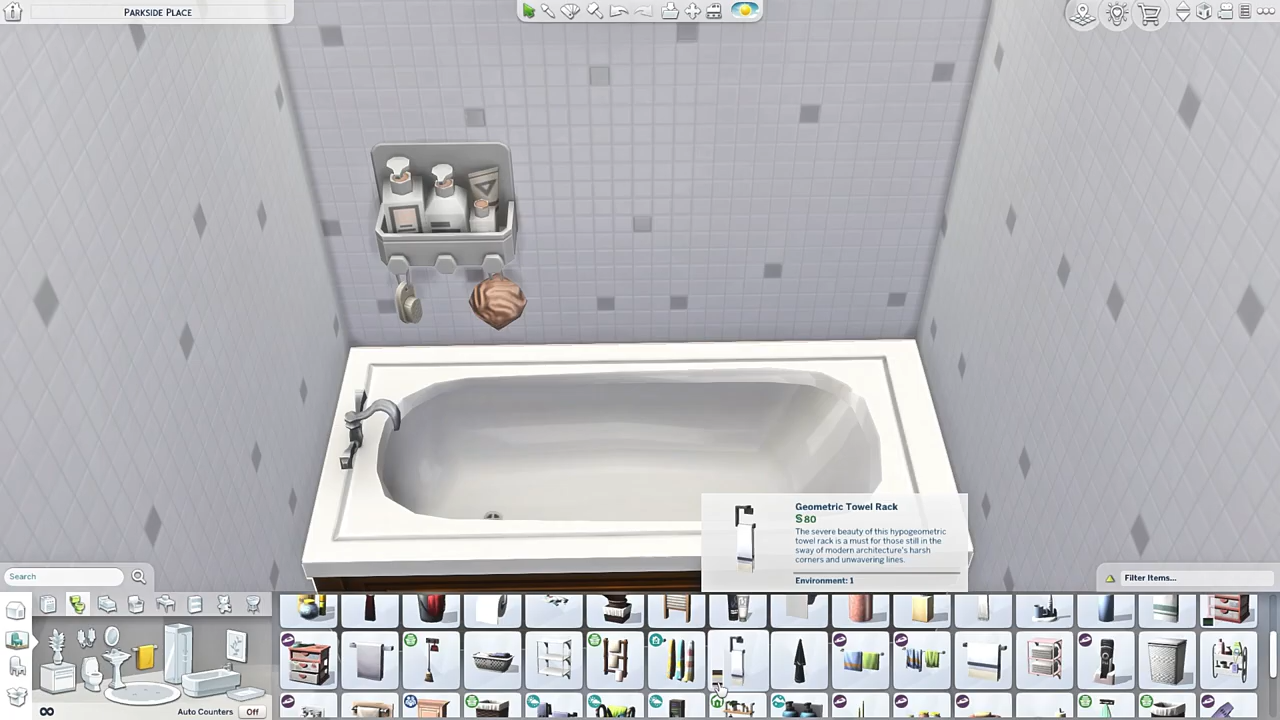 PARKSIDE PLACE
Geometric Towel Rack
§80
The severe beauty of this hypogeometric
towel rack is a must for those still in the
sway of modern architecture's harsh
corners and unwavering lines.
Environment: 1
Search
Filter Items...
Auto Counters Off